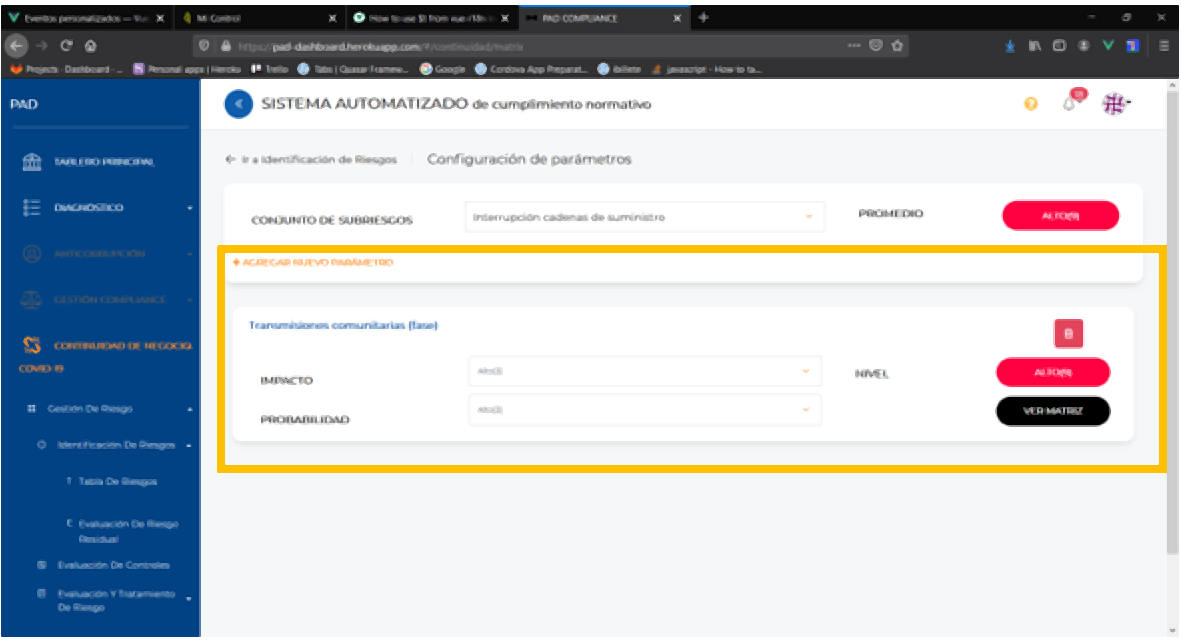 Eventos personalizados — Vue
Mi Control
How to use $t from vue-i18n
PAD COMPLIANCE
https://pad-dashboard.herokuapp.com/#/continuidad/matriz
Projects · Dashboard · ...
Personal apps | Heroku
Trello
Tabs | Quasar Framew...
Google
Cordova App Preparat...
ibillete
javascript - How to ta...
PAD
SISTEMA AUTOMATIZADO de cumplimiento normativo
TABLERO PRINCIPAL
← Ir a Identificación de Riesgos
Configuración de parámetros
DIAGNÓSTICO
CONJUNTO DE SUBRIESGOS
Interrupción cadenas de suministro
PROMEDIO
ALTO(9)
ANTICORRUPCIÓN
+ AGREGAR NUEVO PARÁMETRO
GESTIÓN COMPLIANCE
Transmisiones comunitarias (fase)
CONTINUIDAD DE NEGOCIO
COVID-19
IMPACTO
Alto(3)
NIVEL
ALTO(9)
PROBABILIDAD
Alto(3)
VER MATRIZ
Gestión De Riesgo
Identificación De Riesgos
T Tabla De Riesgos
E Evaluación De Riesgo
Residual
Evaluación De Controles
Evaluación Y Tratamiento
De Riesgo